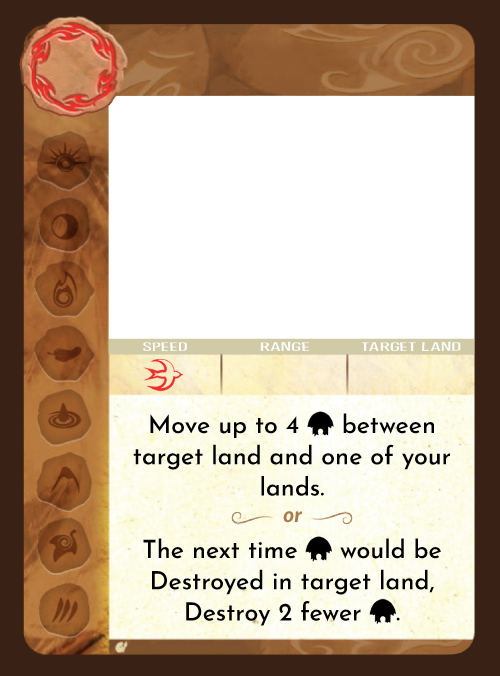 SPEED RANGE TARGET LAND
Move up to 4 between
target land and one of your
lands.
or
The next time would be
Destroyed in target land,
Destroy 2 fewer .